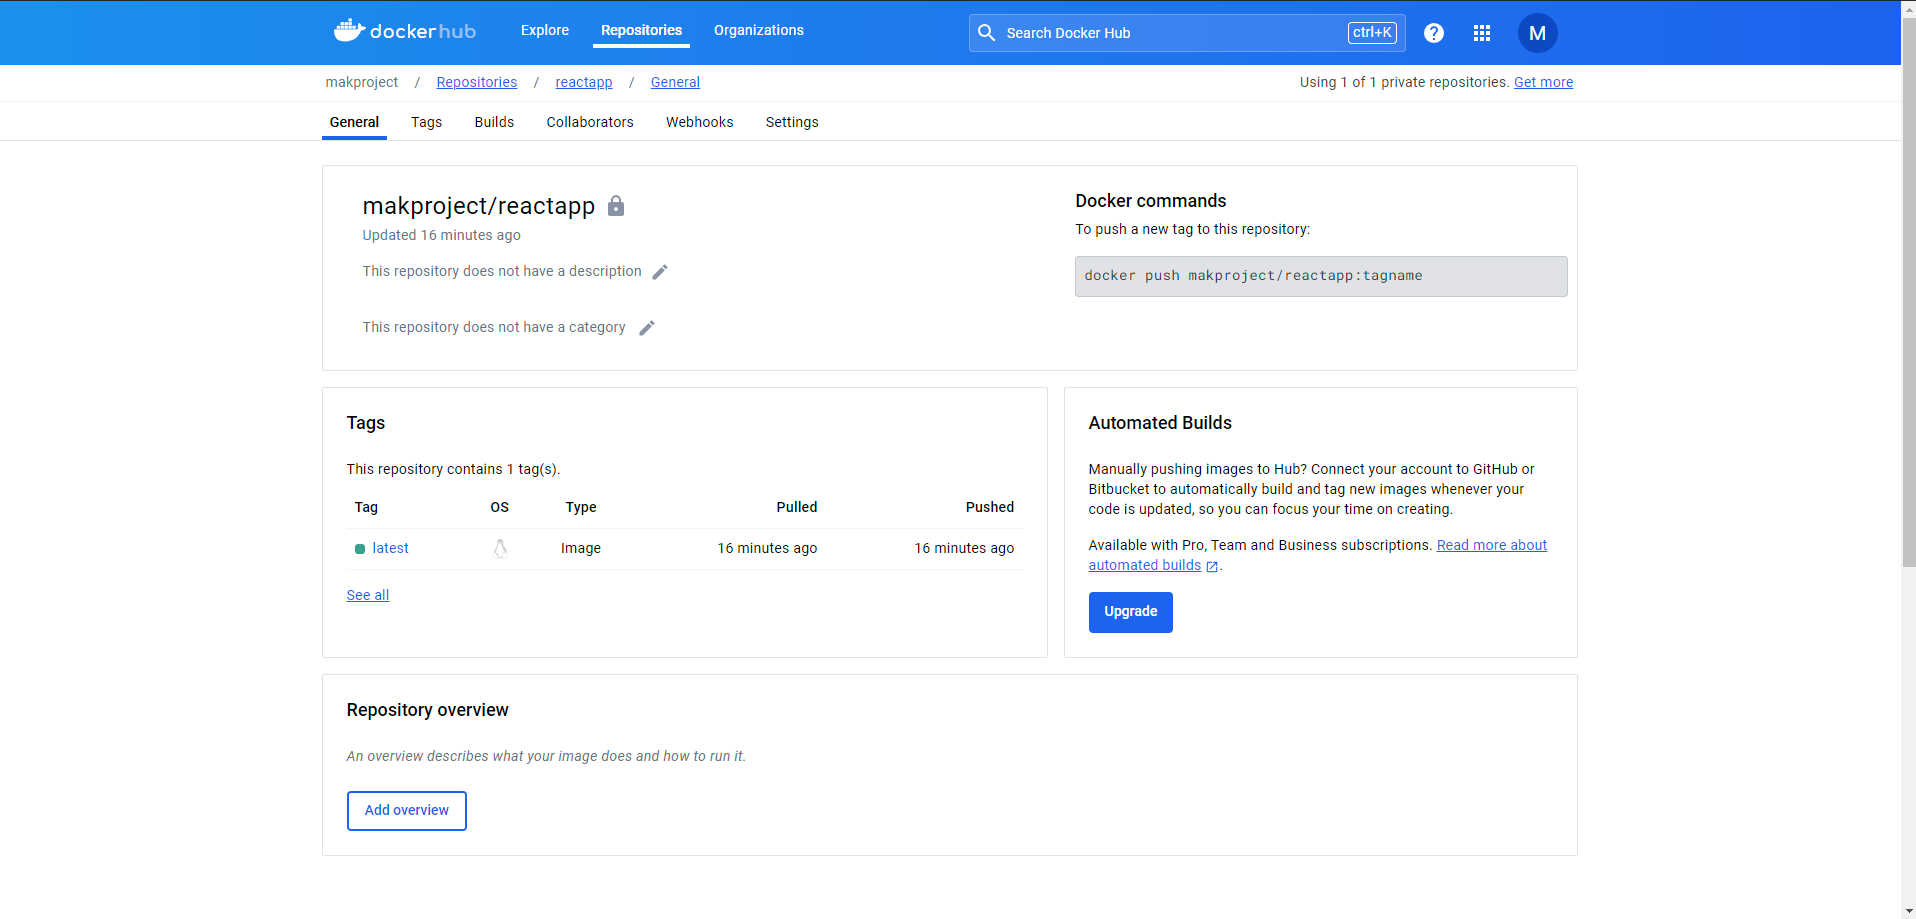 dockerhub
Explore
Repositories
Organizations
Search Docker Hub
ctrl+K
?
M
makproject / Repositories / reactapp / General
Using 1 of 1 private repositories. Get more
General
Tags
Builds
Collaborators
Webhooks
Settings
makproject/reactapp
Updated 16 minutes ago
This repository does not have a description
This repository does not have a category
Docker commands
To push a new tag to this repository:
docker push makproject/reactapp:tagname
Tags
This repository contains 1 tag(s).
Tag OS Type Pulled Pushed
latest Image 16 minutes ago 16 minutes ago
See all
Automated Builds
Manually pushing images to Hub? Connect your account to GitHub or
Bitbucket to automatically build and tag new images whenever your
code is updated, so you can focus your time on creating.
Available with Pro, Team and Business subscriptions. Read more about
automated builds .
Upgrade
Repository overview
An overview describes what your image does and how to run it.
Add overview